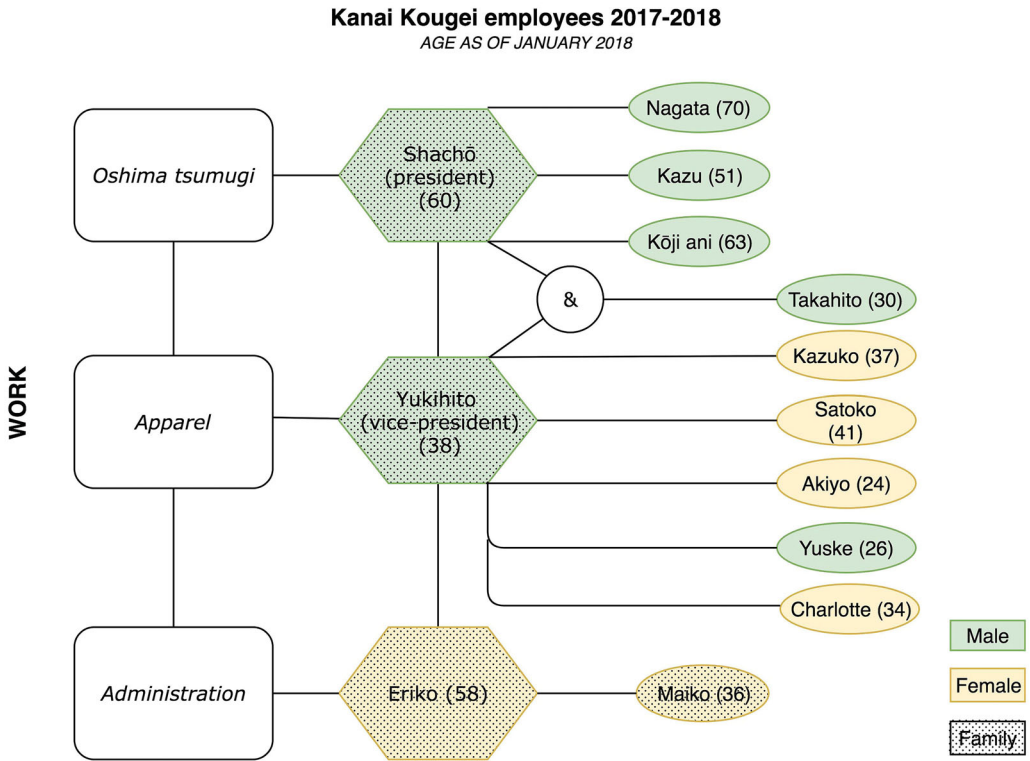 Kanai Kougei employees 2017-2018
AGE AS OF JANUARY 2018
WORK
Oshima tsumugi
Shachō
(president)
(60)
Nagata (70)
Kazu (51)
Kōji ani (63)
&
Takahito (30)
Apparel
Yukihito
(vice-president)
(38)
Kazuko (37)
Satoko
(41)
Akiyo (24)
Yuske (26)
Charlotte (34)
Administration
Eriko (58)
Maiko (36)
Male
Female
Family